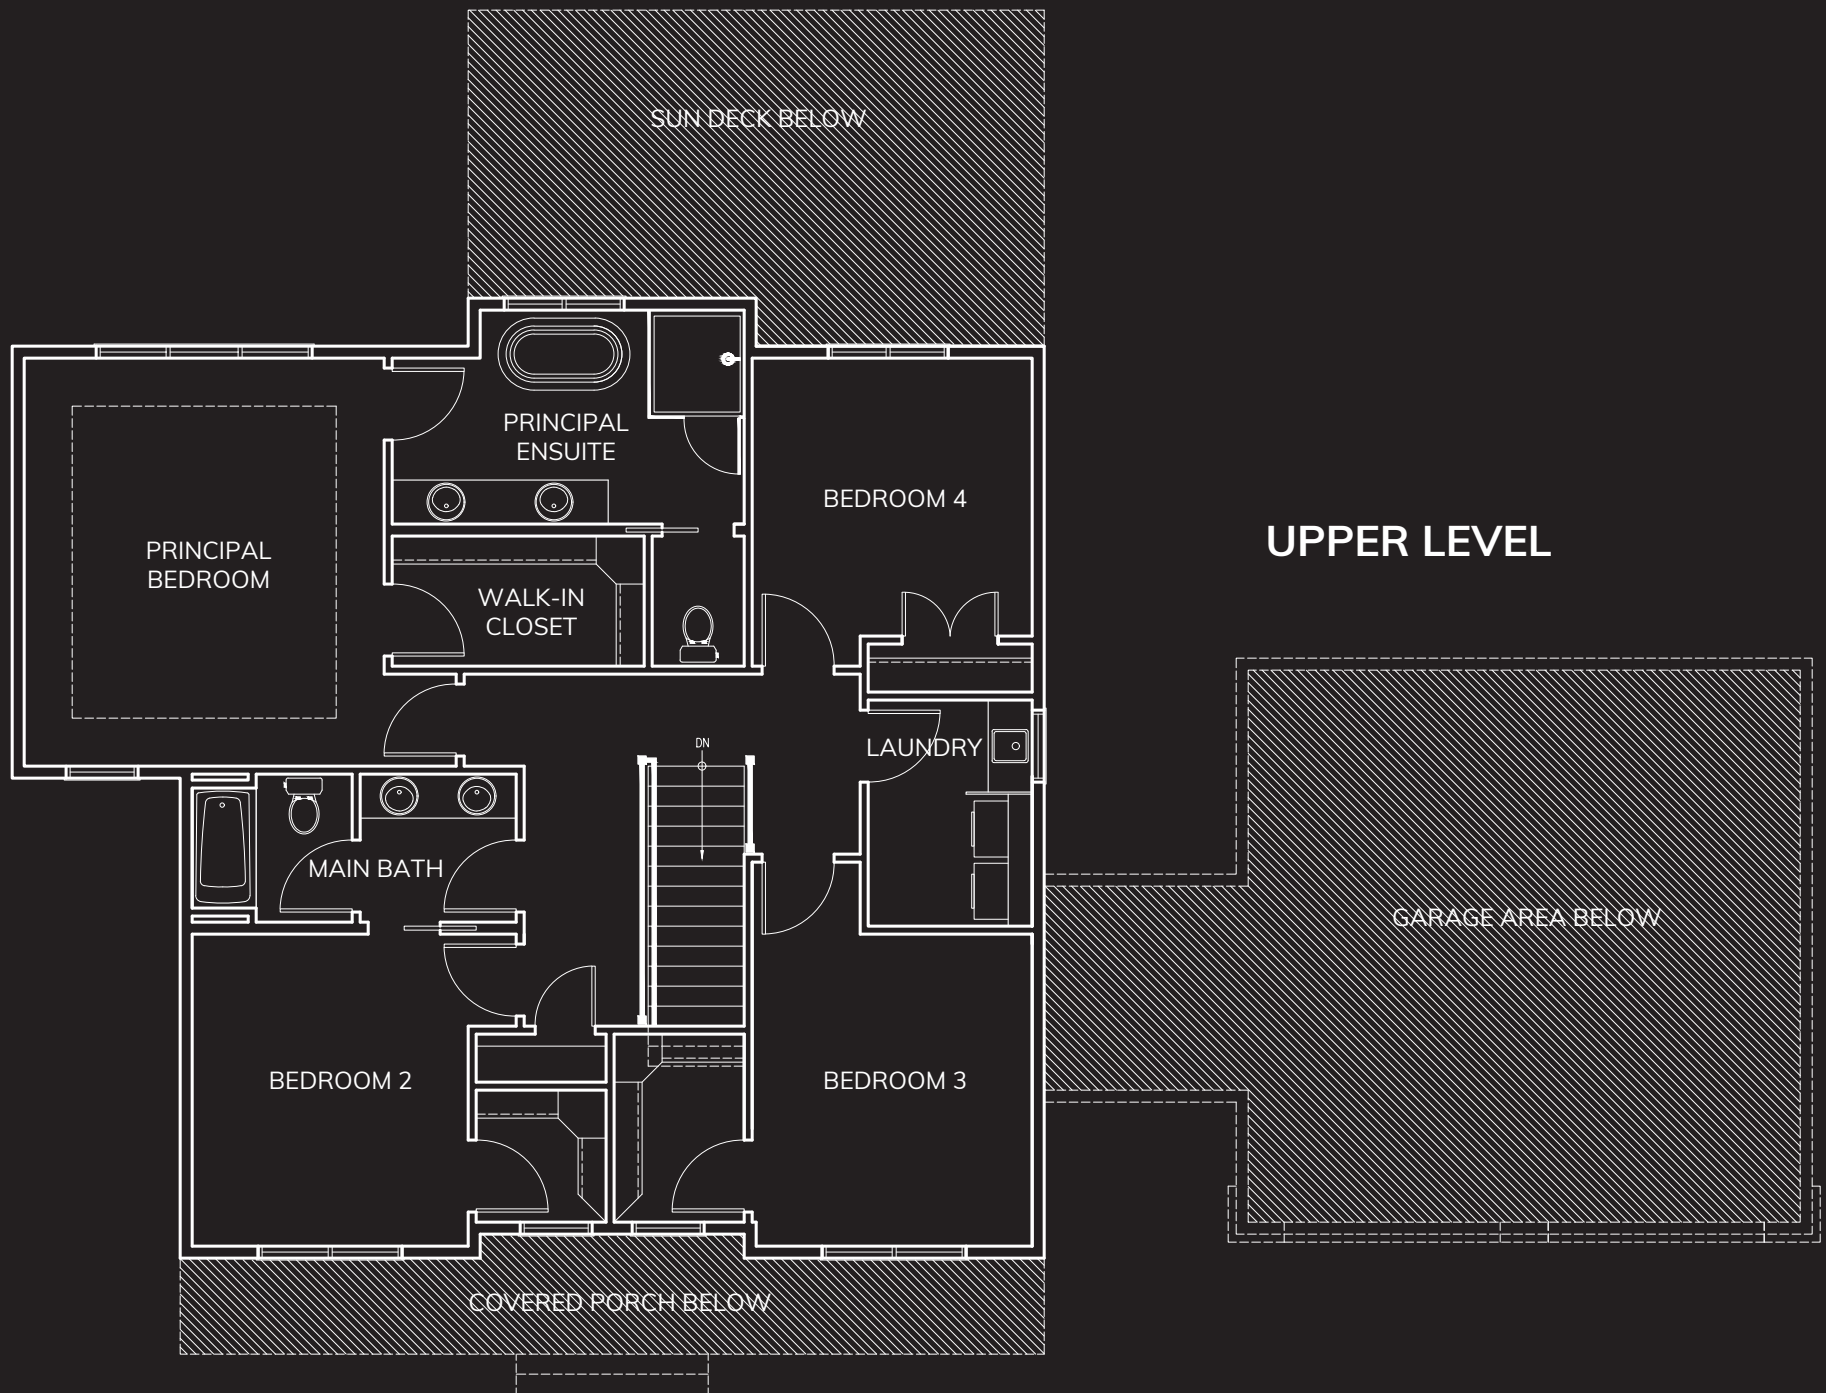 SUN DECK BELOW
PRINCIPAL
ENSUITE
BEDROOM 4
UPPER LEVEL
PRINCIPAL
BEDROOM
WALK-IN
CLOSET
DN
LAUNDRY
MAIN BATH
GARAGE AREA BELOW
BEDROOM 2
BEDROOM 3
COVERED PORCH BELOW